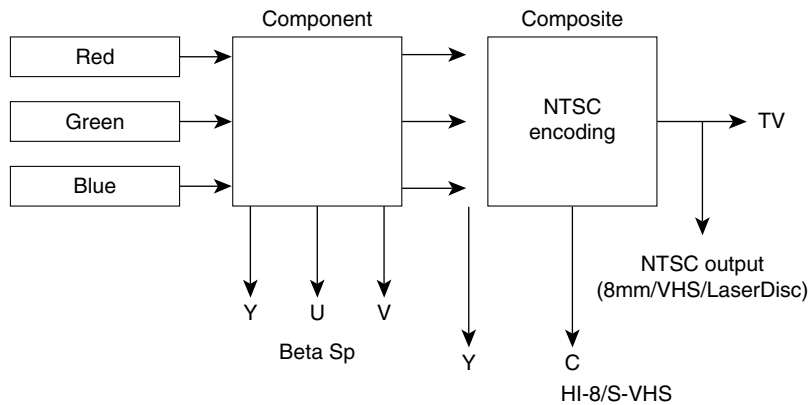 Component
Composite
Red
Green
Blue
NTSC
encoding
TV
NTSC output
(8mm/VHS/LaserDisc)
Y U V
Beta Sp
Y
C
HI-8/S-VHS